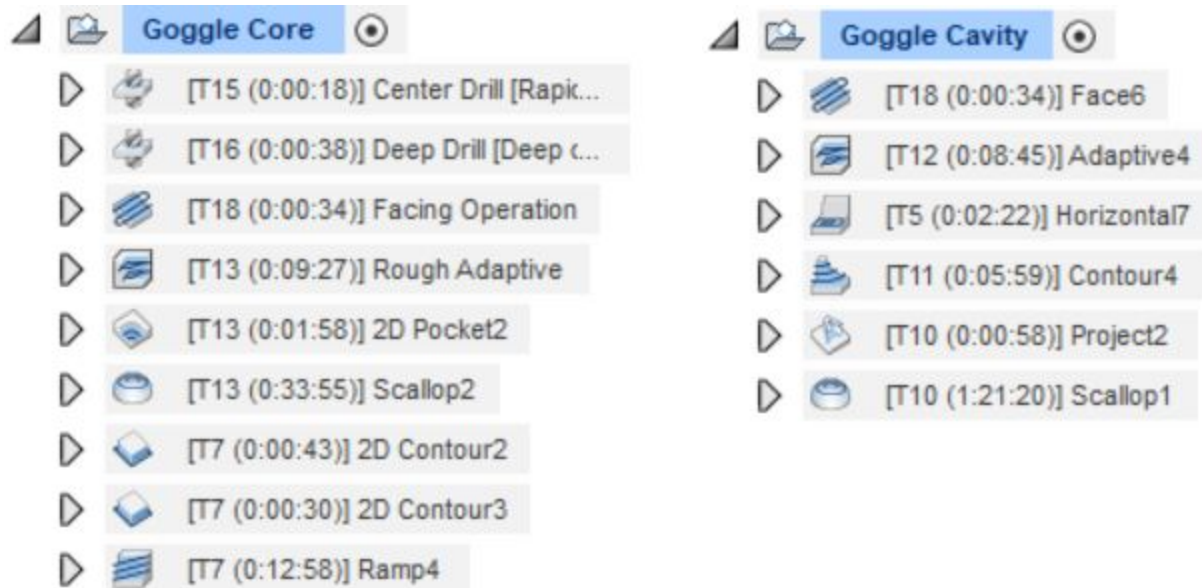 Goggle Core
[T15 (0:00:18)] Center Drill [Rapic...
[T16 (0:00:38)] Deep Drill [Deep c...
[T18 (0:00:34)] Facing Operation
[T13 (0:09:27)] Rough Adaptive
[T13 (0:01:58)] 2D Pocket2
[T13 (0:33:55)] Scallop2
[T7 (0:00:43)] 2D Contour2
[T7 (0:00:30)] 2D Contour3
[T7 (0:12:58)] Ramp4
Goggle Cavity
[T18 (0:00:34)] Face6
[T12 (0:08:45)] Adaptive4
[T5 (0:02:22)] Horizontal7
[T11 (0:05:59)] Contour4
[T10 (0:00:58)] Project2
[T10 (1:21:20)] Scallop1